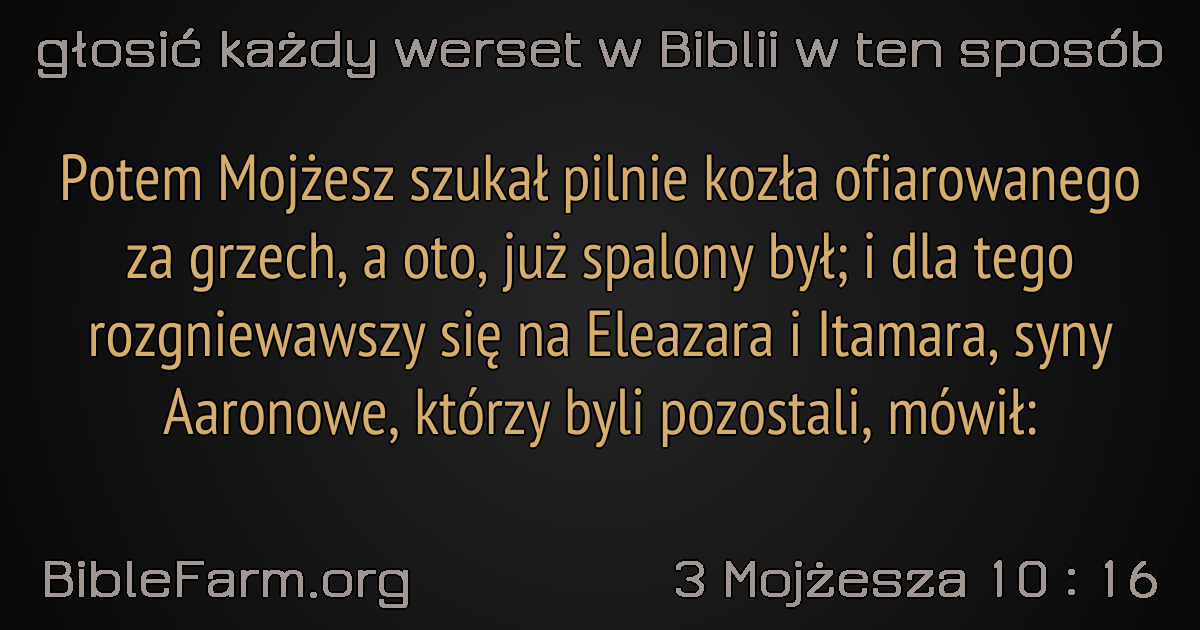 głosić każdy werset w Biblii w ten sposób
Potem Mojżesz szukał pilnie kozła ofiarowanego
za grzech, a oto, już spalony był; i dla tego
rozgniewawszy się na Eleazara i Itamara, syny
Aaronowe, którzy byli pozostali, mówił:
BibleFarm.org
3 Mojżesza 10 : 16